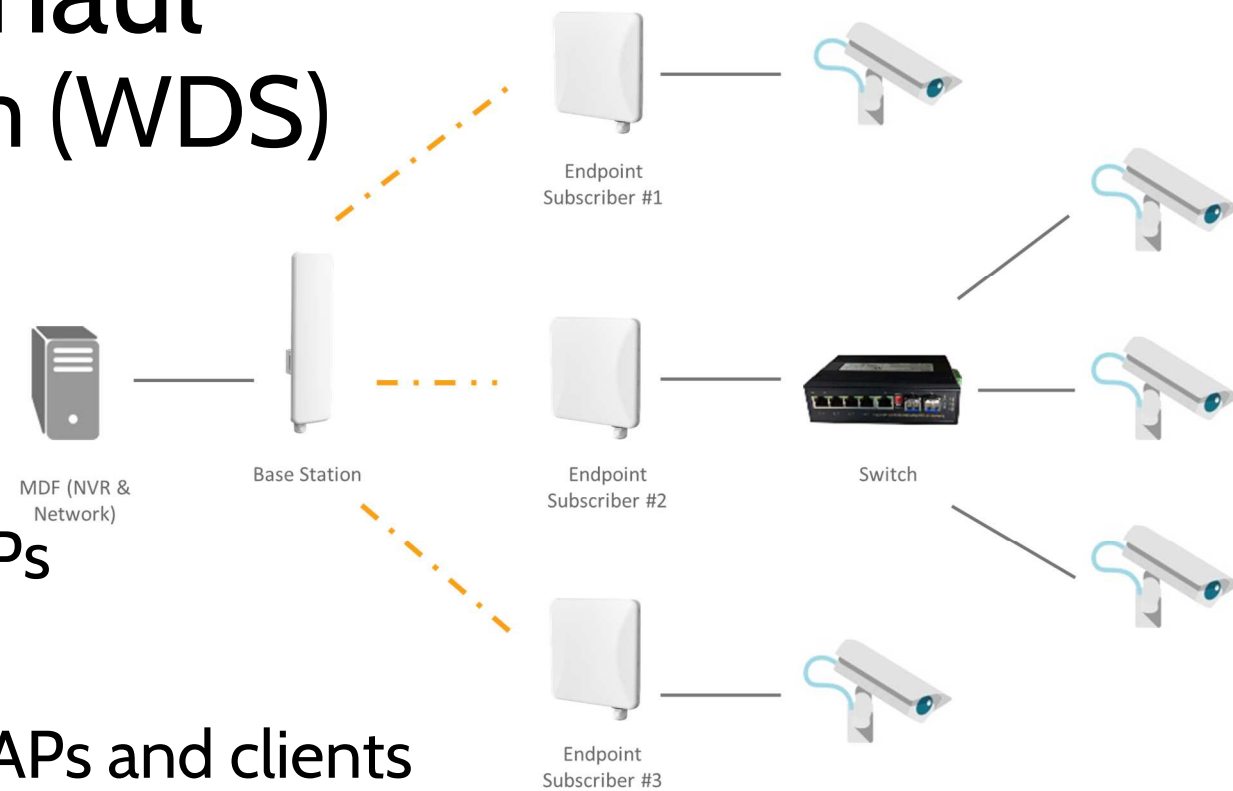 haul
n (WDS)
Endpoint
Subscriber #1
MDF (NVR &
Network)
Base Station
Endpoint
Subscriber #2
Switch
Ps
APs and clients
Endpoint
Subscriber #3